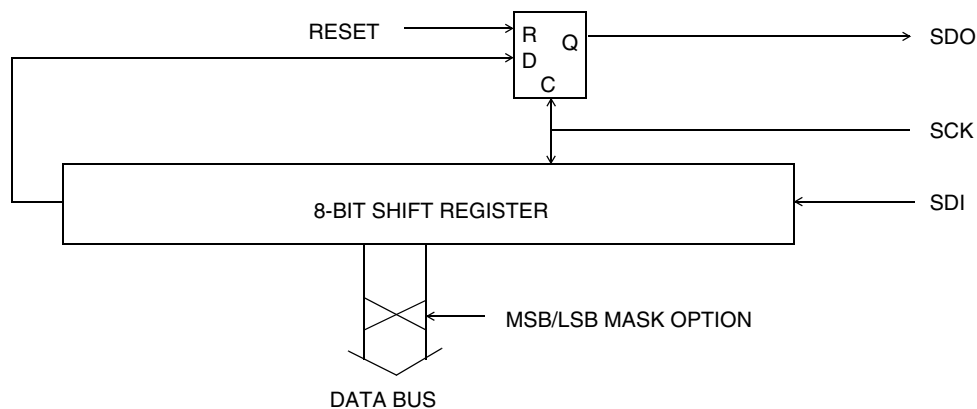 RESET
R
D
Q
C
SDO
SCK
8-BIT SHIFT REGISTER
SDI
MSB/LSB MASK OPTION
DATA BUS